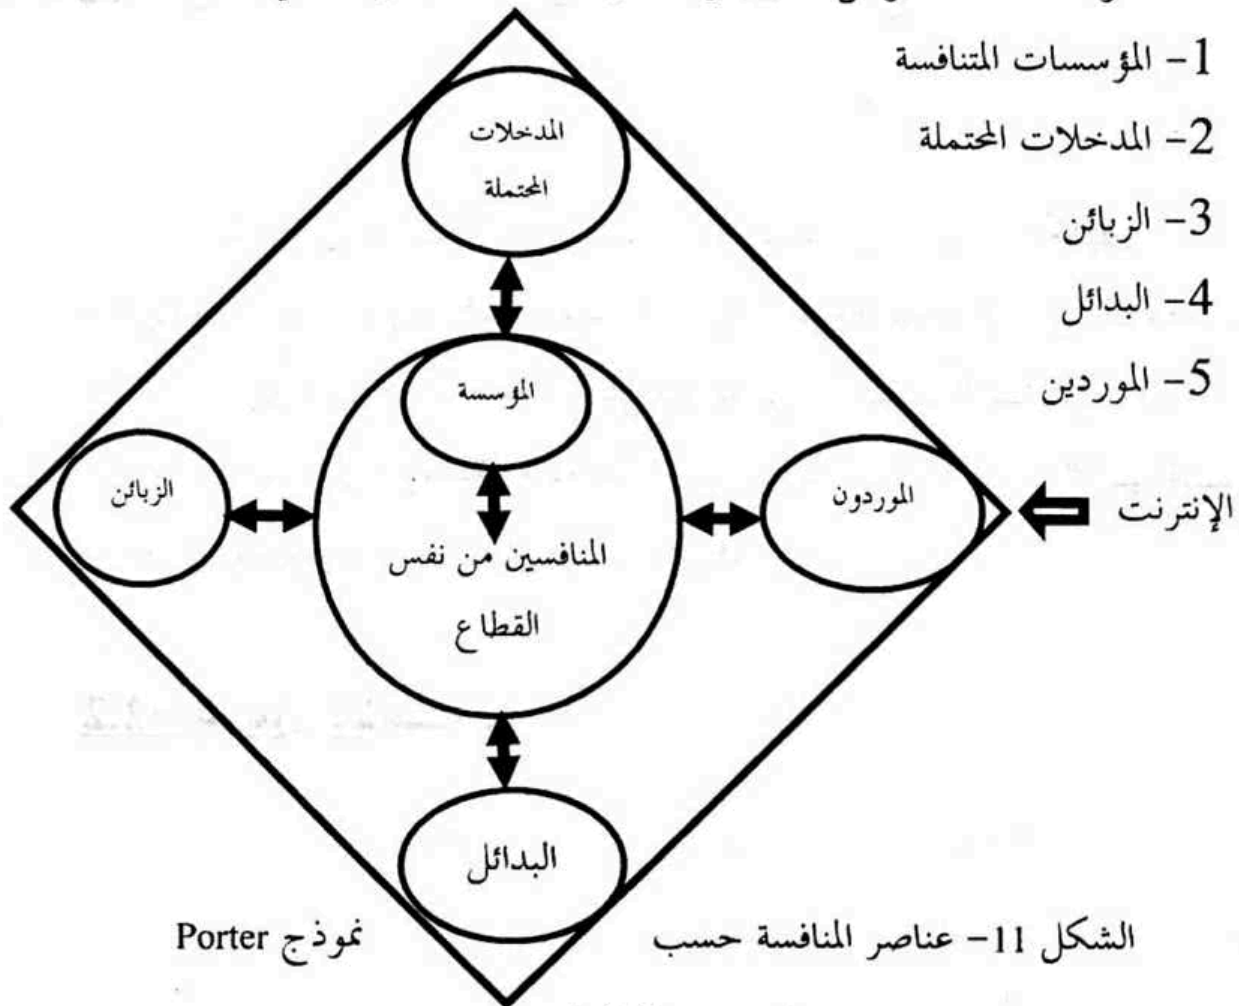 1- المؤسسات المتنافسة
2- المدخلات المحتملة
3- الزبائن
4- البدائل
5- الموردين
المدخلات
المحتملة
المؤسسة
الزبائن
المنافسين من نفس
القطاع
الموردون
الإنترنت
البدائل
الشكل 11- عناصر المنافسة حسب نموذج Porter